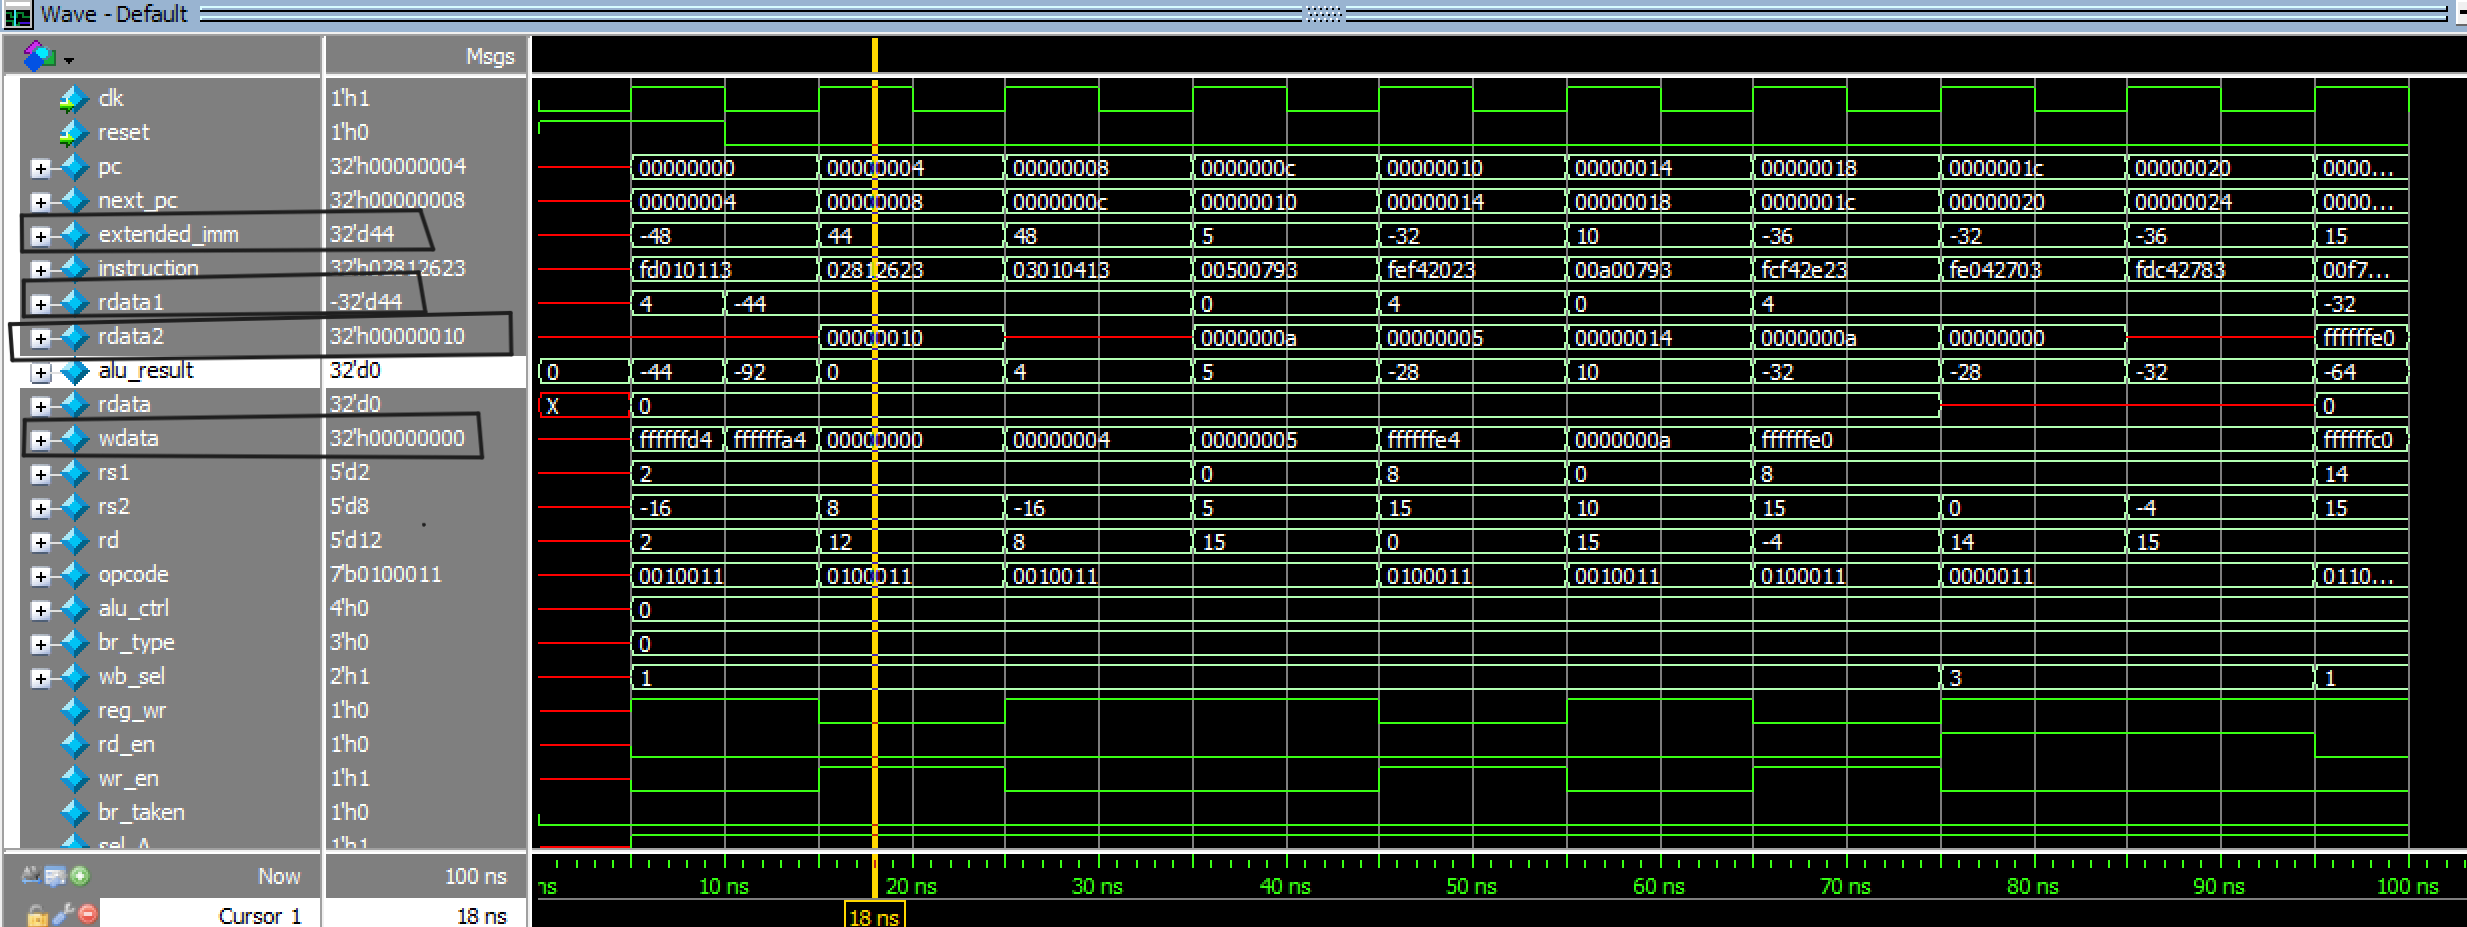 Wave - Default
Msgs
clk 1'h1
reset 1'h0
pc 32'h00000004 00000000 00000004 00000008 0000000c 00000010 00000014 00000018 0000001c 00000020 0000...
next_pc 32'h00000008 00000004 00000008 0000000c 00000010 00000014 00000018 0000001c 00000020 00000024 0000...
extended_imm 32'd44 -48 44 48 5 -32 10 -36 -32 -36 15
instruction 32'h02812623 fd010113 02812623 03010413 00500793 fef42023 00a00793 fcf42e23 fe042703 fdc42783 00f7...
rdata1 -32'd44 4 -44 0 4 0 4 -32
rdata2 32'h00000010 00000010 0000000a 00000005 00000014 0000000a 00000000 ffffffe0
alu_result 32'd0 0 -44 -92 0 4 5 -28 10 -32 -28 -32 -64
rdata 32'd0 X 0 0
wdata 32'h00000000 ffffffd4 ffffffa4 00000000 00000004 00000005 ffffffe4 0000000a ffffffe0 ffffffc0
rs1 5'd2 2 0 8 0 8 14
rs2 5'd8 -16 8 -16 5 15 10 15 0 -4 15
rd 5'd12 2 12 8 15 0 15 -4 14 15
opcode 7'b0100011 0010011 0100011 0010011 0100011 0010011 0100011 0000011 0110...
alu_ctrl 4'h0 0
br_type 3'h0 0
wb_sel 2'h1 1 3 1
reg_wr 1'h0
rd_en 1'h0
wr_en 1'h1
br_taken 1'h0
sel_A 1'h1
Now 100 ns ns 10 ns 20 ns 30 ns 40 ns 50 ns 60 ns 70 ns 80 ns 90 ns 100 ns
Cursor 1 18 ns 18 ns